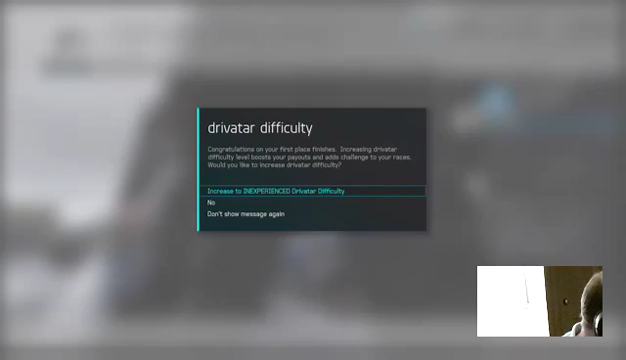 drivatar difficulty
Congratulations on your first place finishes. Increasing drivatar
difficulty level boosts your payouts and adds challenge to your races.
Would you like to increase drivatar difficulty?
Increase to INEXPERIENCED Drivatar Difficulty
No
Don't show message again